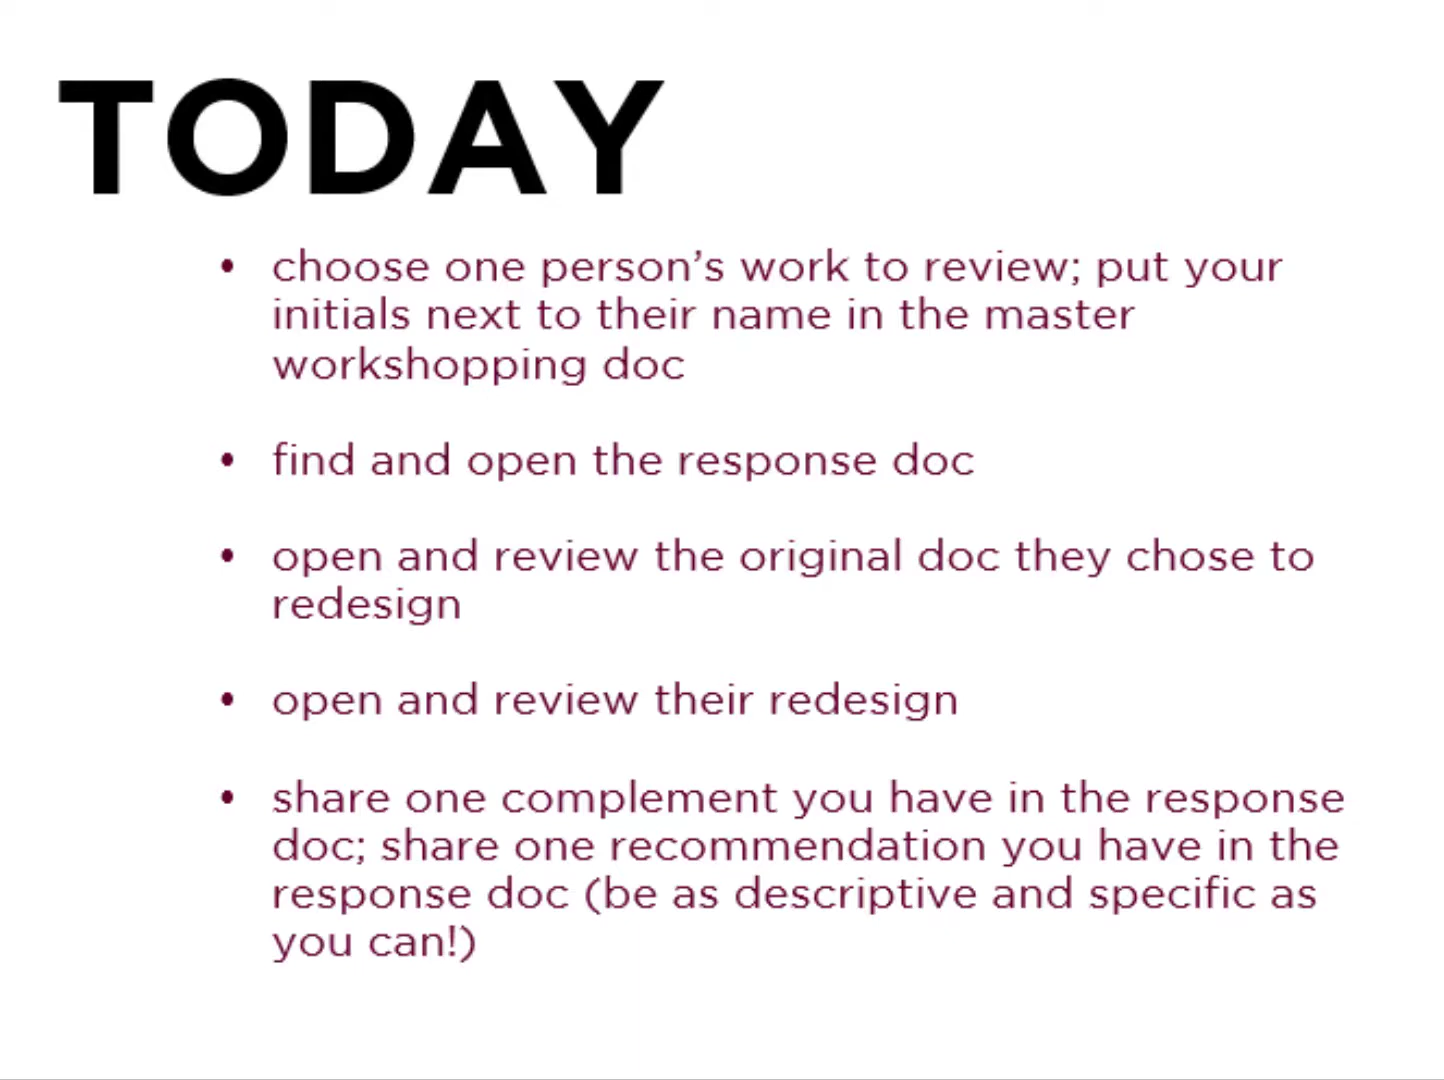 TODAY
• choose one person’s work to review; put your
initials next to their name in the master
workshopping doc
• find and open the response doc
• open and review the original doc they chose to
redesign
• open and review their redesign
• share one complement you have in the response
doc; share one recommendation you have in the
response doc (be as descriptive and specific as
you can!)